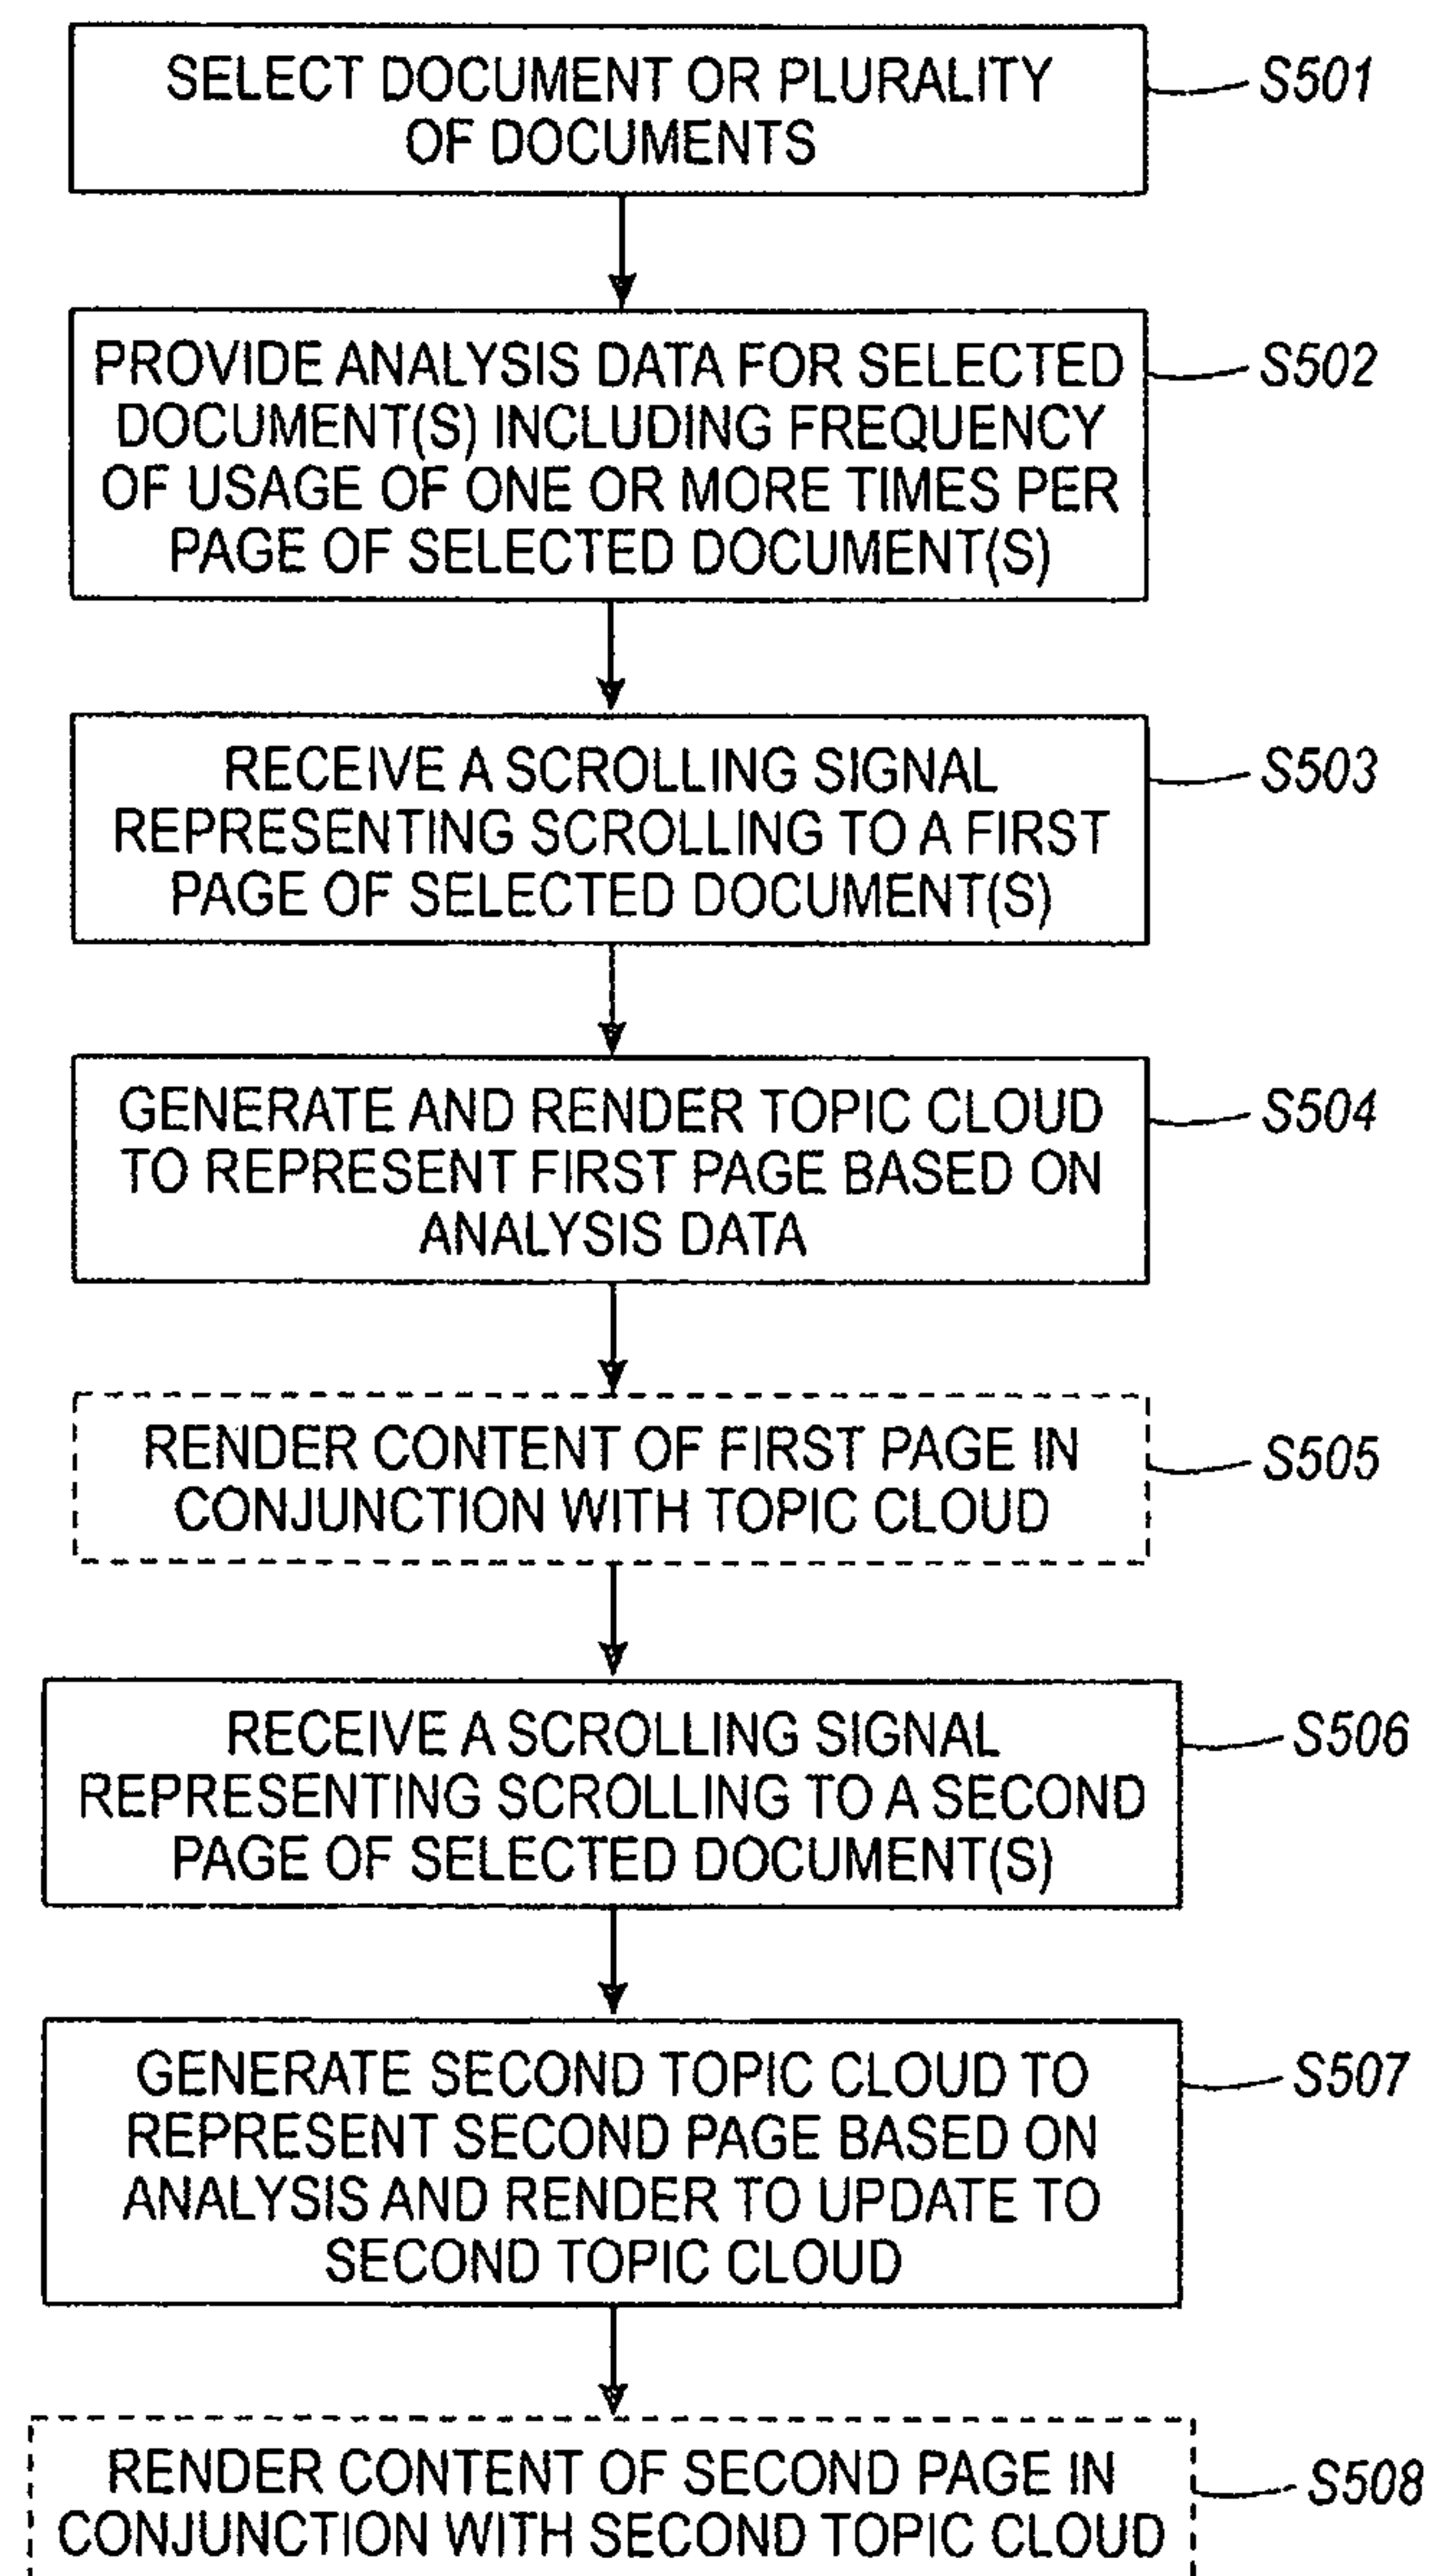 SELECT DOCUMENT OR PLURALITY
OF DOCUMENTS
S501
PROVIDE ANALYSIS DATA FOR SELECTED
DOCUMENT(S) INCLUDING FREQUENCY
OF USAGE OF ONE OR MORE TIMES PER
PAGE OF SELECTED DOCUMENT(S)
S502
RECEIVE A SCROLLING SIGNAL
REPRESENTING SCROLLING TO A FIRST
PAGE OF SELECTED DOCUMENT(S)
S503
GENERATE AND RENDER TOPIC CLOUD
TO REPRESENT FIRST PAGE BASED ON
ANALYSIS DATA
S504
RENDER CONTENT OF FIRST PAGE IN
CONJUNCTION WITH TOPIC CLOUD
S505
RECEIVE A SCROLLING SIGNAL
REPRESENTING SCROLLING TO A SECOND
PAGE OF SELECTED DOCUMENT(S)
S506
GENERATE SECOND TOPIC CLOUD TO
REPRESENT SECOND PAGE BASED ON
ANALYSIS AND RENDER TO UPDATE TO
SECOND TOPIC CLOUD
S507
RENDER CONTENT OF SECOND PAGE IN
CONJUNCTION WITH SECOND TOPIC CLOUD
S508